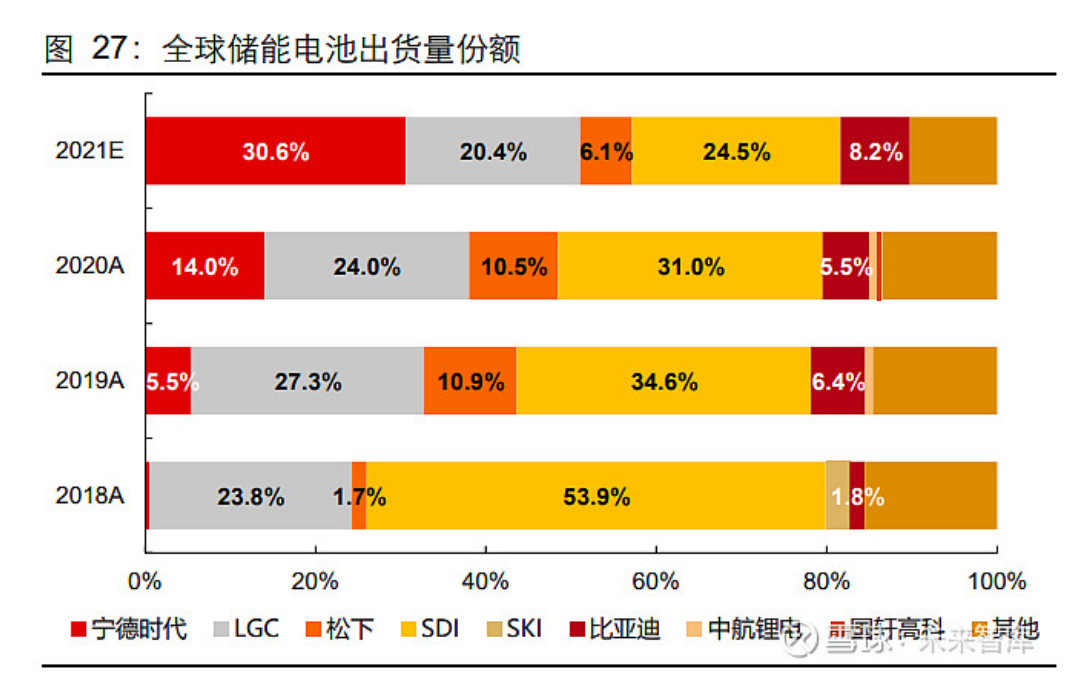 图 27：全球储能电池出货量份额
2021E 30.6% 20.4% 6.1% 24.5% 8.2%
2020A 14.0% 24.0% 10.5% 31.0% 5.5%
2019A 5.5% 27.3% 10.9% 34.6% 6.4%
2018A 23.8% 1.7% 53.9% 1.8%
0% 20% 40% 60% 80% 100%
宁德时代 LGC 松下 SDI SKI 比亚迪 中航锂电 国轩高科 其他
雪球·未来智库